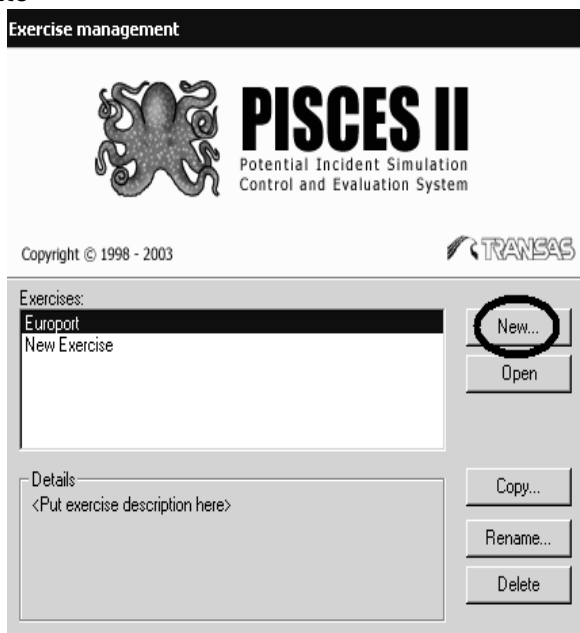 Exercise management
PISCES II
Potential Incident Simulation
Control and Evaluation System
Copyright © 1998 - 2003
TRANSAS
Exercises:
Europort
New Exercise
New...
Open
Details
<Put exercise description here>
Copy...
Rename...
Delete